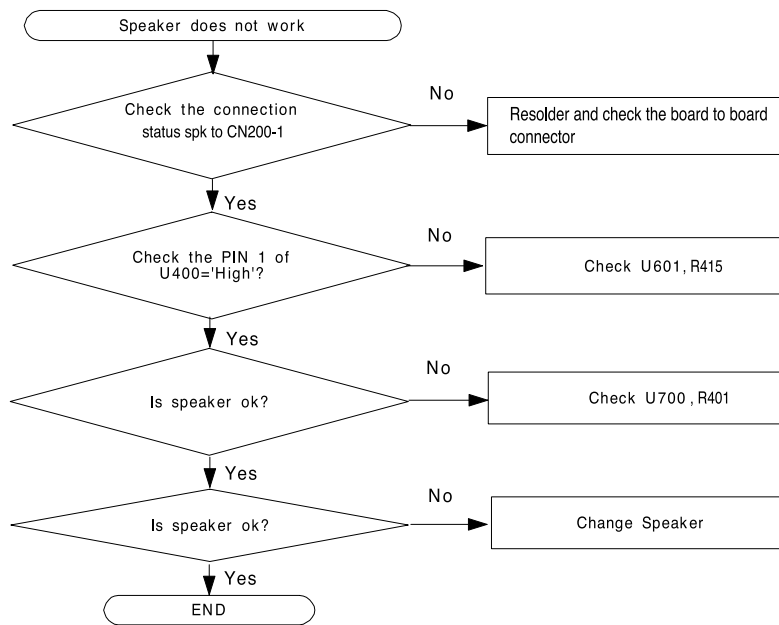 Speaker does not work
Check the connection
status spk to CN200-1
No
Resolder and check the board to board
connector
Yes
Check the PIN 1 of
U400='High'?
No
Check U601, R415
Yes
Is speaker ok?
No
Check U700, R401
Yes
Is speaker ok?
No
Change Speaker
Yes
END